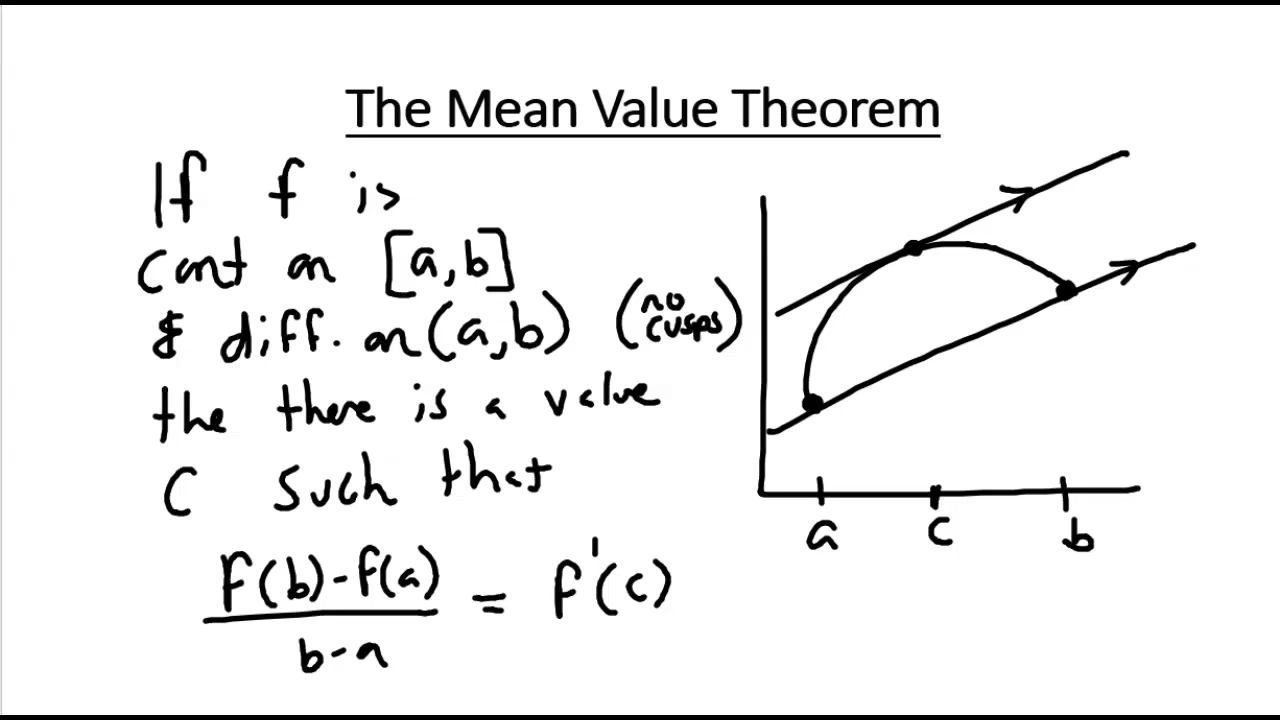 The Mean Value Theorem
If f is
cont on [a,b]
& diff. on (a,b) (no cusps)
the there is a value
C such that
F(b)-f(a)
b-a
= F'(c)
a c b